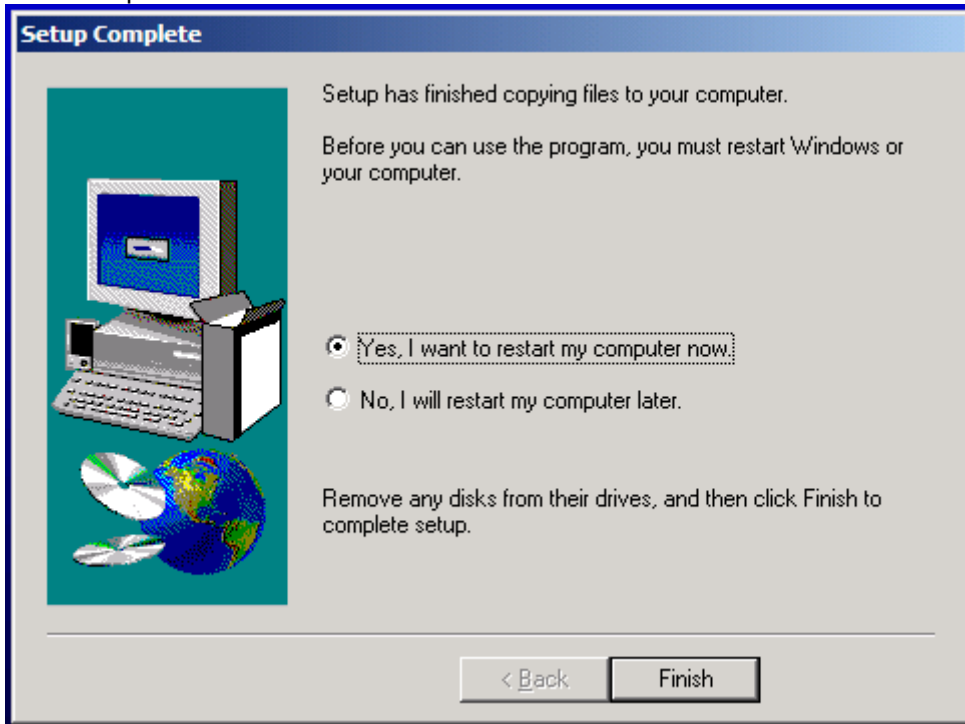 Setup Complete
Setup has finished copying files to your computer.
Before you can use the program, you must restart Windows or
your computer.
Yes, I want to restart my computer now.
No, I will restart my computer later.
Remove any disks from their drives, and then click Finish to
complete setup.
< Back
Finish